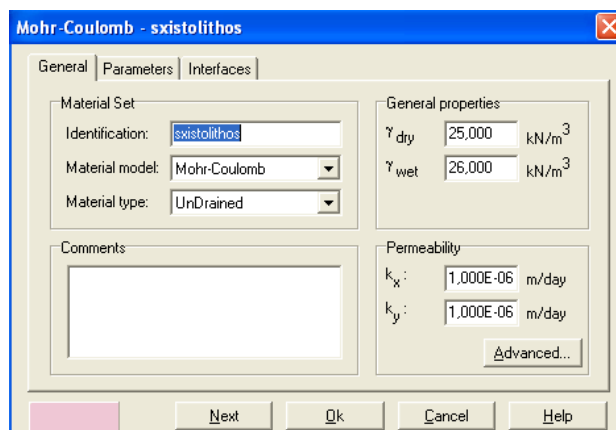 Mohr-Coulomb - sxistolithos
General Parameters Interfaces
Material Set
Identification: sxistolithos
Material model: Mohr-Coulomb
Material type: UnDrained
General properties
γ dry 25,000 kN/m³
γ wet 26,000 kN/m³
Comments
Permeability
kx : 1,000E-06 m/day
ky : 1,000E-06 m/day
Advanced...
Next Ok Cancel Help